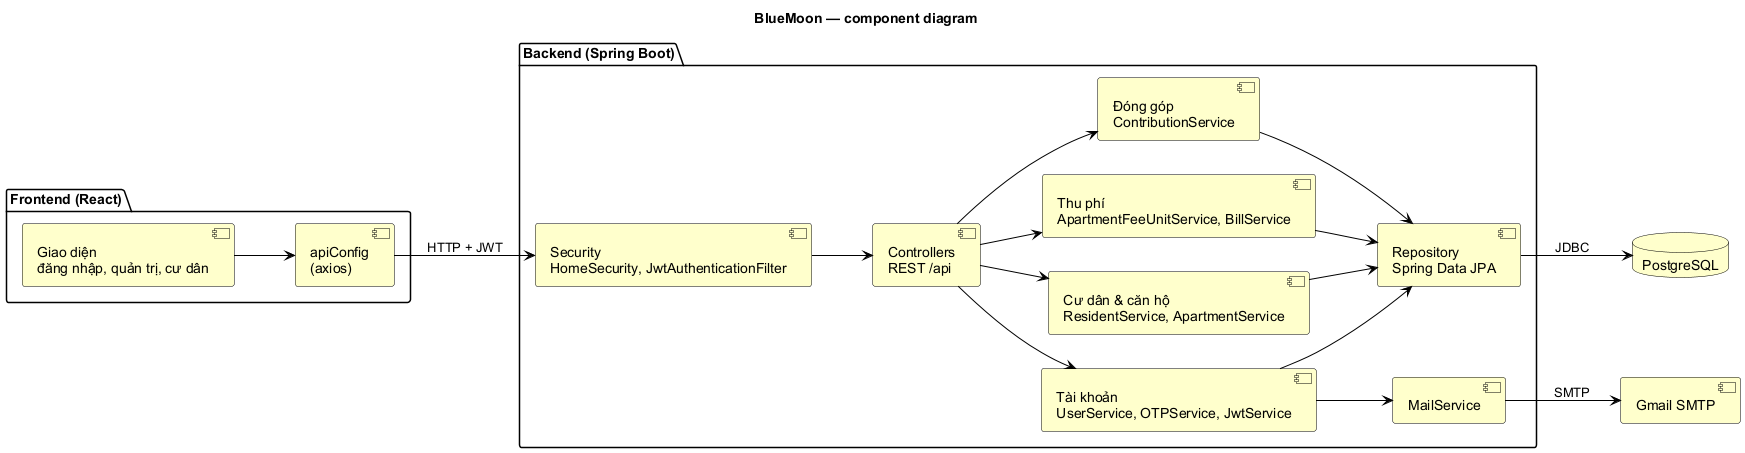 BlueMoon — component diagram
Frontend (React)
Giao diện
đăng nhập, quản trị, cư dân
apiConfig
(axios)
HTTP + JWT
Backend (Spring Boot)
Security
HomeSecurity, JwtAuthenticationFilter
Controllers
REST /api
Đóng góp
ContributionService
Thu phí
ApartmentFeeUnitService, BillService
Cư dân & căn hộ
ResidentService, ApartmentService
Tài khoản
UserService, OTPService, JwtService
Repository
Spring Data JPA
MailService
JDBC
PostgreSQL
SMTP
Gmail SMTP